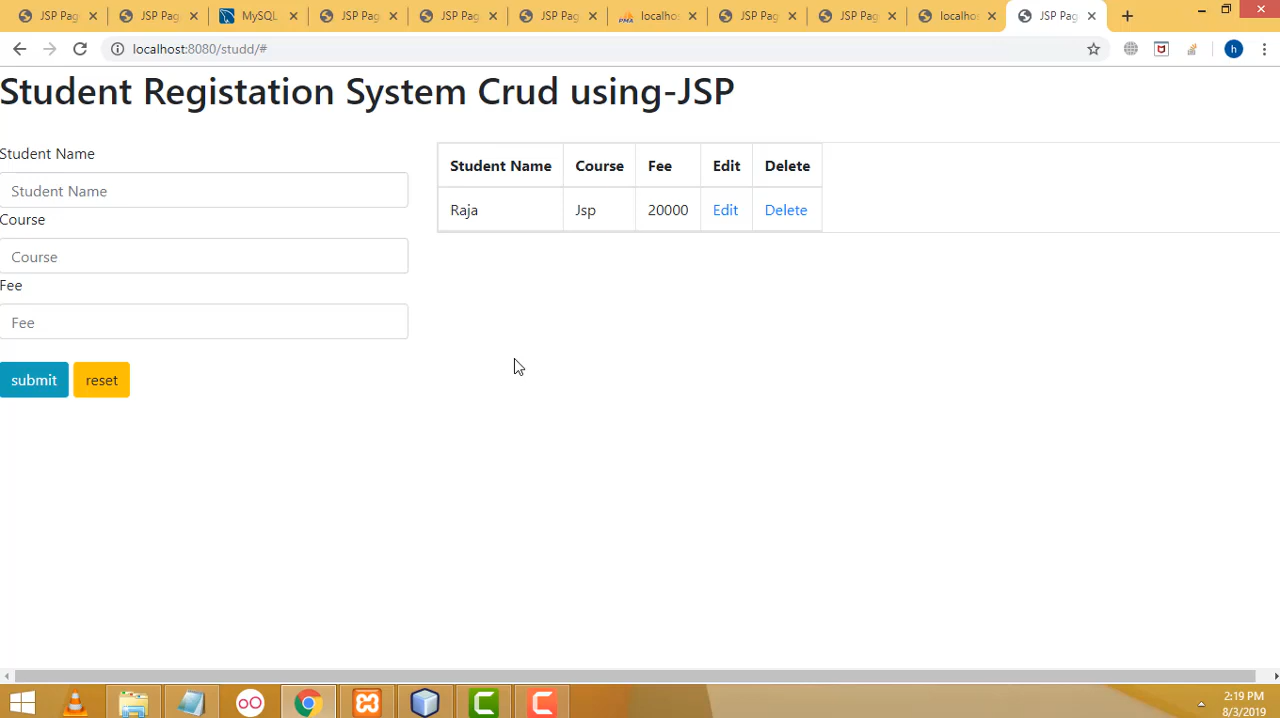 JSP Pag JSP Pag MySQL JSP Pag JSP Pag JSP Pag localhos JSP Pag JSP Pag localhos JSP Pag
localhost:8080/studd/#
h
Student Registation System Crud using-JSP
Student Name
Student Name
Course
Course
Fee
Fee
submit reset
Student Name Course Fee Edit Delete
Raja Jsp 20000 Edit Delete
2:19 PM
8/3/2019